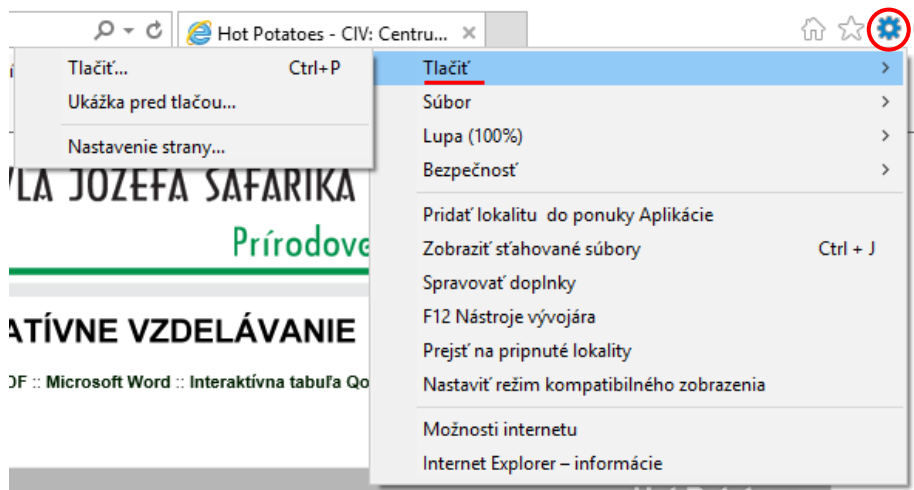 Hot Potatoes - CIV: Centru...
Tlačiť... Ctrl+P
Ukážka pred tlačou...
Nastavenie strany...
Tlačiť
Súbor
Lupa (100%)
Bezpečnosť
Pridať lokalitu do ponuky Aplikácie
Zobraziť sťahované súbory Ctrl + J
Spravovať doplnky
F12 Nástroje vývojára
Prejsť na pripnuté lokality
Nastaviť režim kompatibilného zobrazenia
Možnosti internetu
Internet Explorer – informácie
VLA JOZEFA ŠAFÁRIKA
Prírodove
ATÍVNE VZDELÁVANIE
DF :: Microsoft Word :: Interaktívna tabuľa Qo